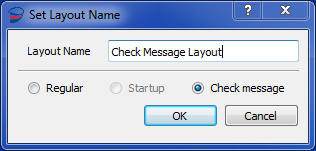 Set Layout Name
?
Layout Name Check Message Layout
Regular Startup Check message
OK Cancel